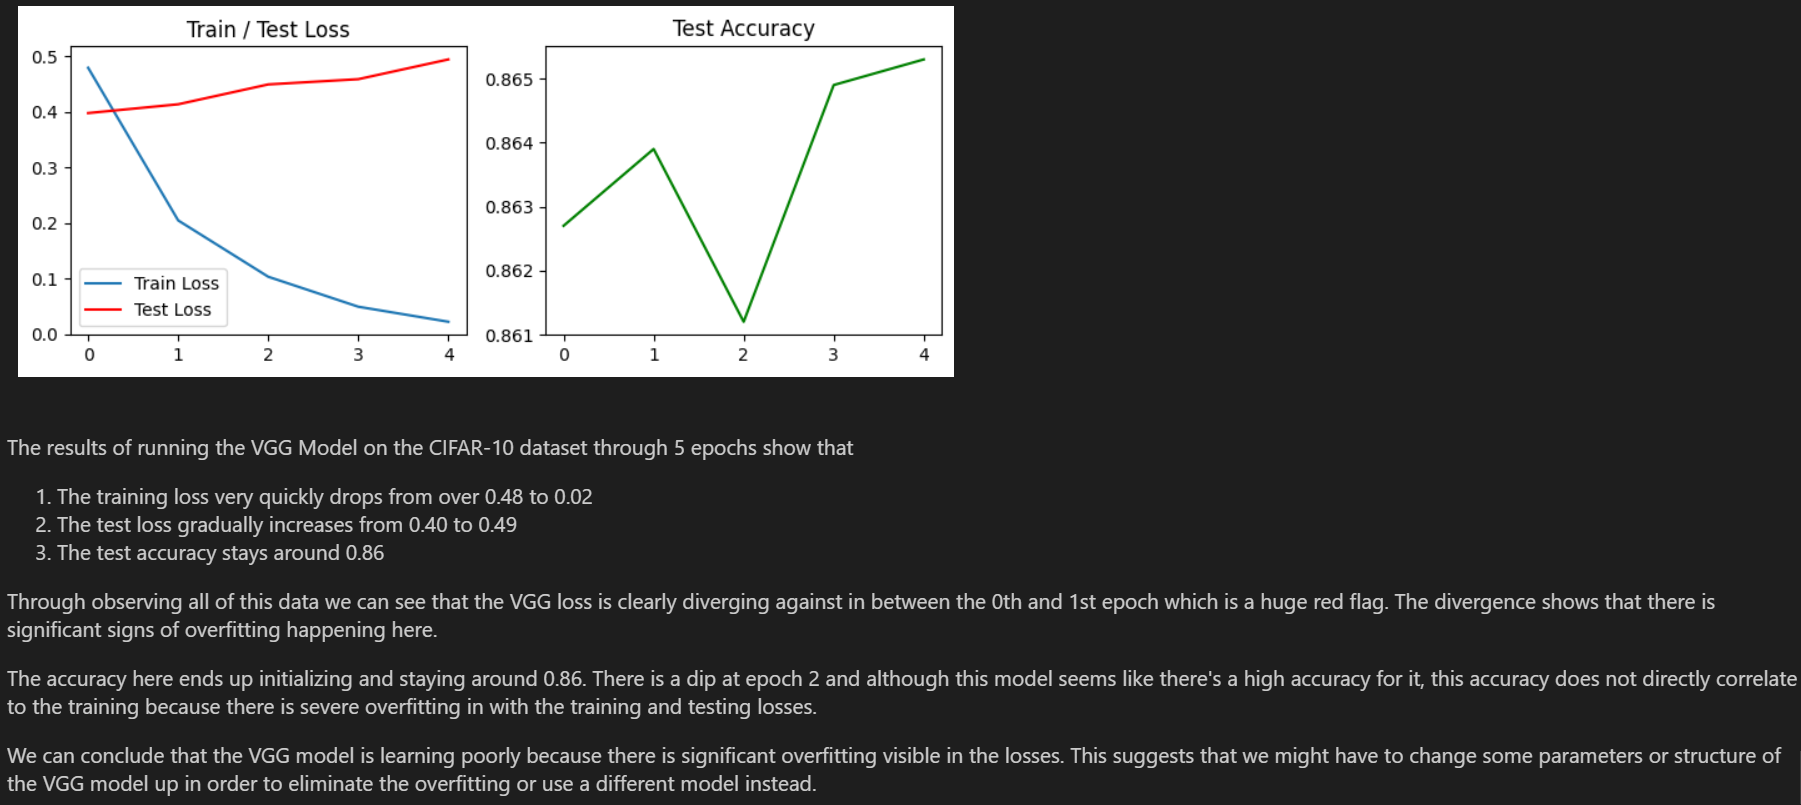 Train / Test Loss
Test Accuracy
0.5
0.4
0.3
0.2
0.1
0.0
Train Loss
Test Loss
0 1 2 3 4
0.865
0.864
0.863
0.862
0.861
0 1 2 3 4
The results of running the VGG Model on the CIFAR-10 dataset through 5 epochs show that
1. The training loss very quickly drops from over 0.48 to 0.02
2. The test loss gradually increases from 0.40 to 0.49
3. The test accuracy stays around 0.86
Through observing all of this data we can see that the VGG loss is clearly diverging against in between the 0th and 1st epoch which is a huge red flag. The divergence shows that there is
significant signs of overfitting happening here.
The accuracy here ends up initializing and staying around 0.86. There is a dip at epoch 2 and although this model seems like there's a high accuracy for it, this accuracy does not directly correlate
to the training because there is severe overfitting in with the training and testing losses.
We can conclude that the VGG model is learning poorly because there is significant overfitting visible in the losses. This suggests that we might have to change some parameters or structure of
the VGG model up in order to eliminate the overfitting or use a different model instead.